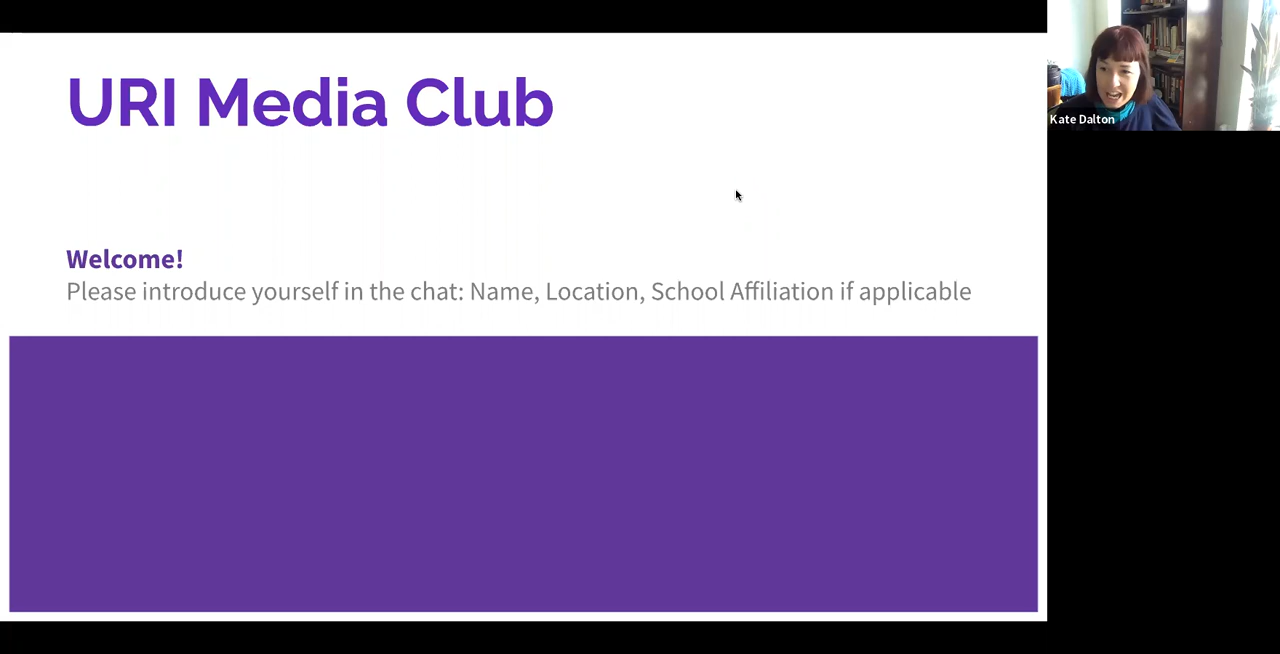 URI Media Club
Kate Dalton
Welcome!
Please introduce yourself in the chat: Name, Location, School Affiliation if applicable